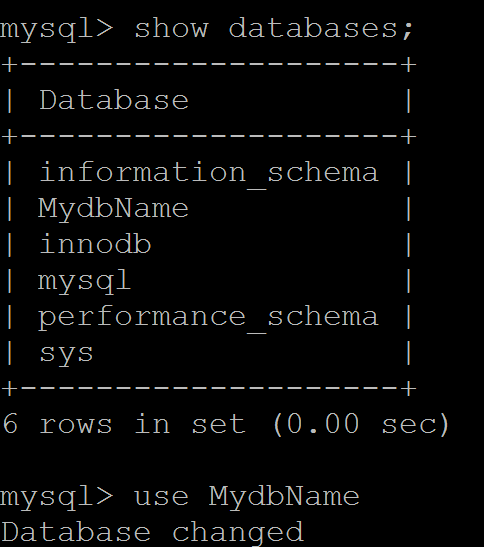 mysql> show databases;
+--------------------+
| Database           |
+--------------------+
| information_schema |
| MydbName           |
| innodb             |
| mysql              |
| performance_schema |
| sys                |
+--------------------+
6 rows in set (0.00 sec)
mysql> use MydbName
Database changed